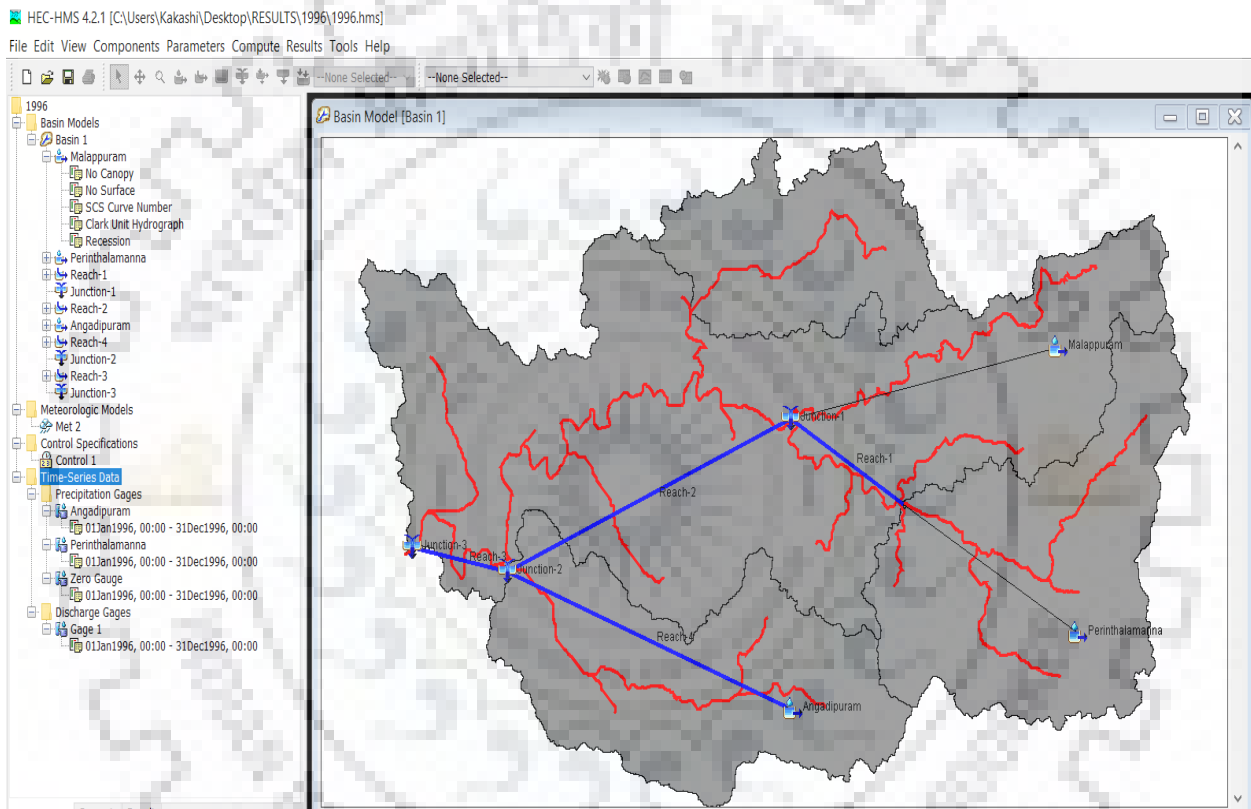 HEC-HMS 4.2.1 [C:\Users\Kakashi\Desktop\RESULTS\1996\1996.hms]
File Edit View Components Parameters Compute Results Tools Help
--None Selected-- --None Selected--
1996
Basin Models
Basin 1
Malappuram
No Canopy
No Surface
SCS Curve Number
Clark Unit Hydrograph
Recession
Perinthalamanna
Reach-1
Junction-1
Reach-2
Angadipuram
Reach-4
Junction-2
Reach-3
Junction-3
Meteorologic Models
Met 2
Control Specifications
Control 1
Time-Series Data
Precipitation Gages
Angadipuram
01Jan1996, 00:00 - 31Dec1996, 00:00
Perinthalamanna
01Jan1996, 00:00 - 31Dec1996, 00:00
Zero Gauge
01Jan1996, 00:00 - 31Dec1996, 00:00
Discharge Gages
Gage 1
01Jan1996, 00:00 - 31Dec1996, 00:00
Basin Model [Basin 1]
Malappuram
Junction-1
Reach-1
Reach-2
Junction-3
Reach-3
Junction-2
Perinthalamanna
Reach-4
Angadipuram